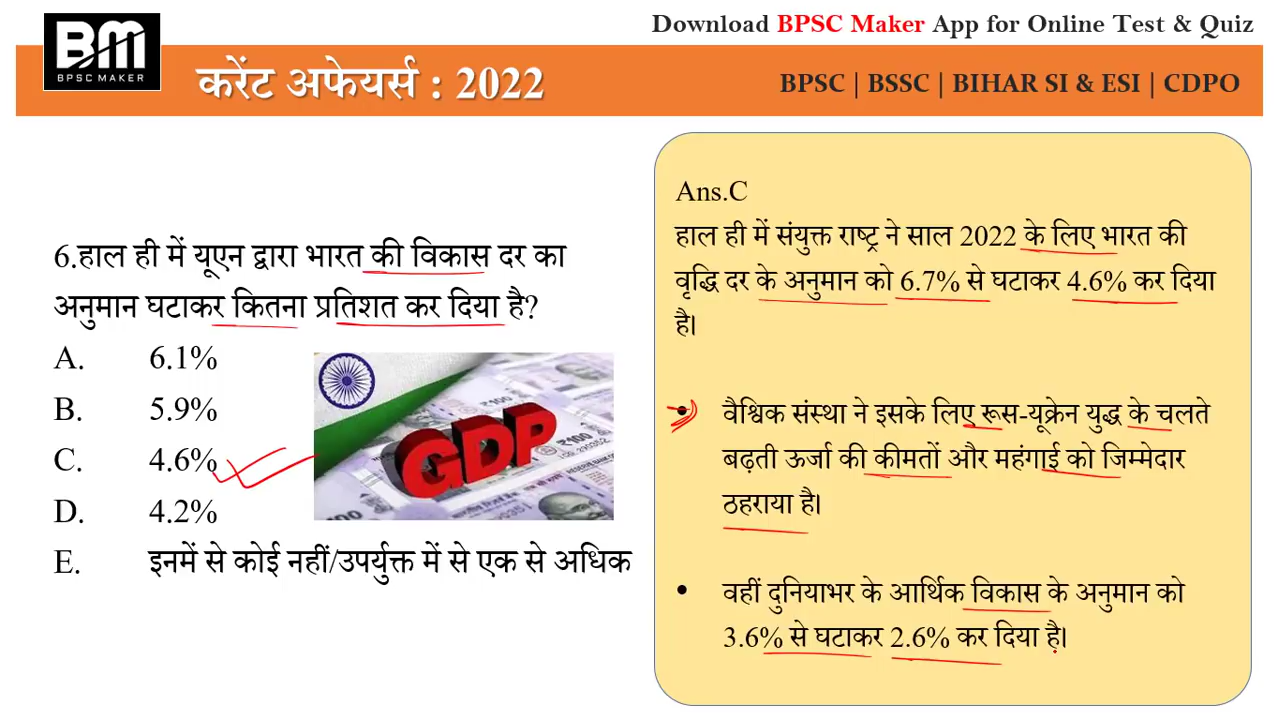 Download BPSC Maker App for Online Test & Quiz
BM
BPSC MAKER
करेंट अफेयर्स : 2022
BPSC | BSSC | BIHAR SI & ESI | CDPO
6.हाल ही में यूएन द्वारा भारत की विकास दर का
अनुमान घटाकर कितना प्रतिशत कर दिया है?
A. 6.1%
B. 5.9%
C. 4.6%
D. 4.2%
E. इनमें से कोई नहीं/उपर्युक्त में से एक से अधिक
GDP
₹100
100
Ans.C
हाल ही में संयुक्त राष्ट्र ने साल 2022 के लिए भारत की
वृद्धि दर के अनुमान को 6.7% से घटाकर 4.6% कर दिया
है।
• वैश्विक संस्था ने इसके लिए रूस-यूक्रेन युद्ध के चलते
बढ़ती ऊर्जा की कीमतों और महंगाई को जिम्मेदार
ठहराया है।
• वहीं दुनियाभर के आर्थिक विकास के अनुमान को
3.6% से घटाकर 2.6% कर दिया है।